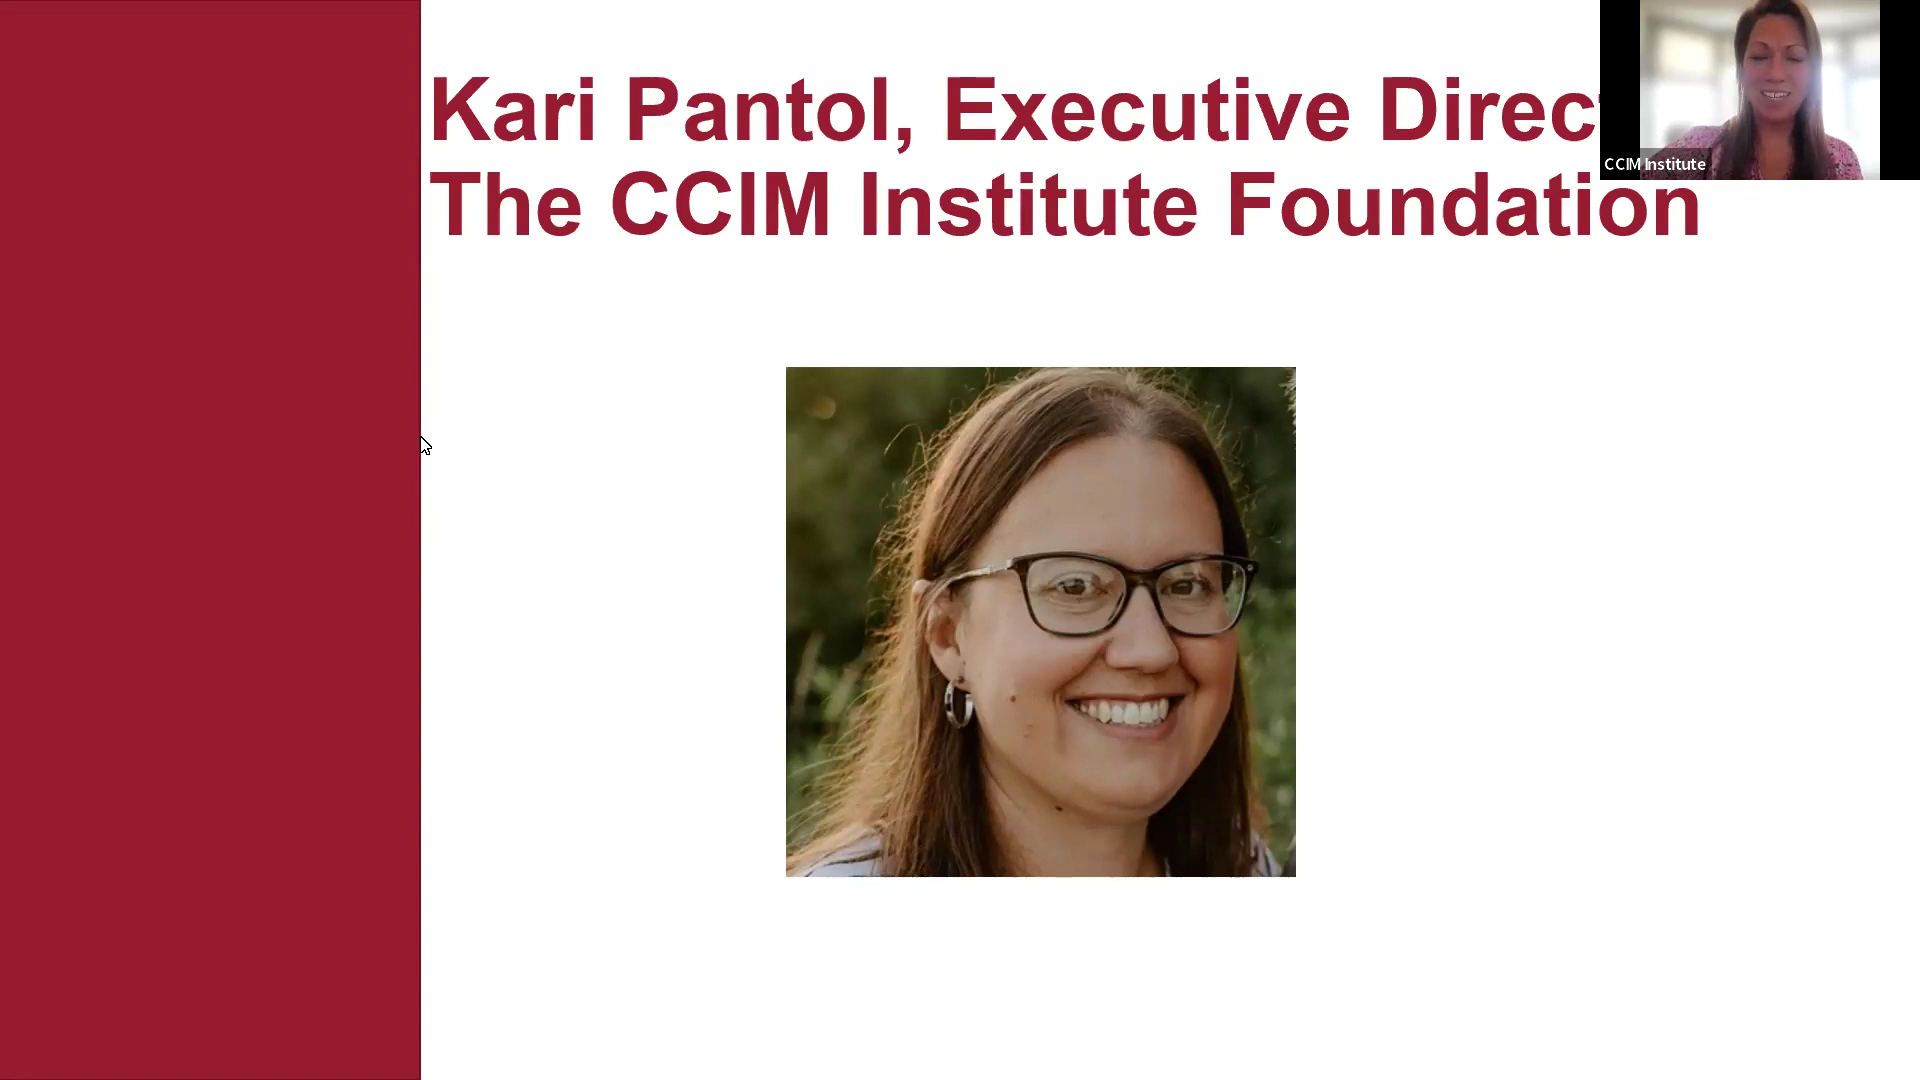 Kari Pantol, Executive Direc
The CCIM Institute Foundation
CCIM Institute